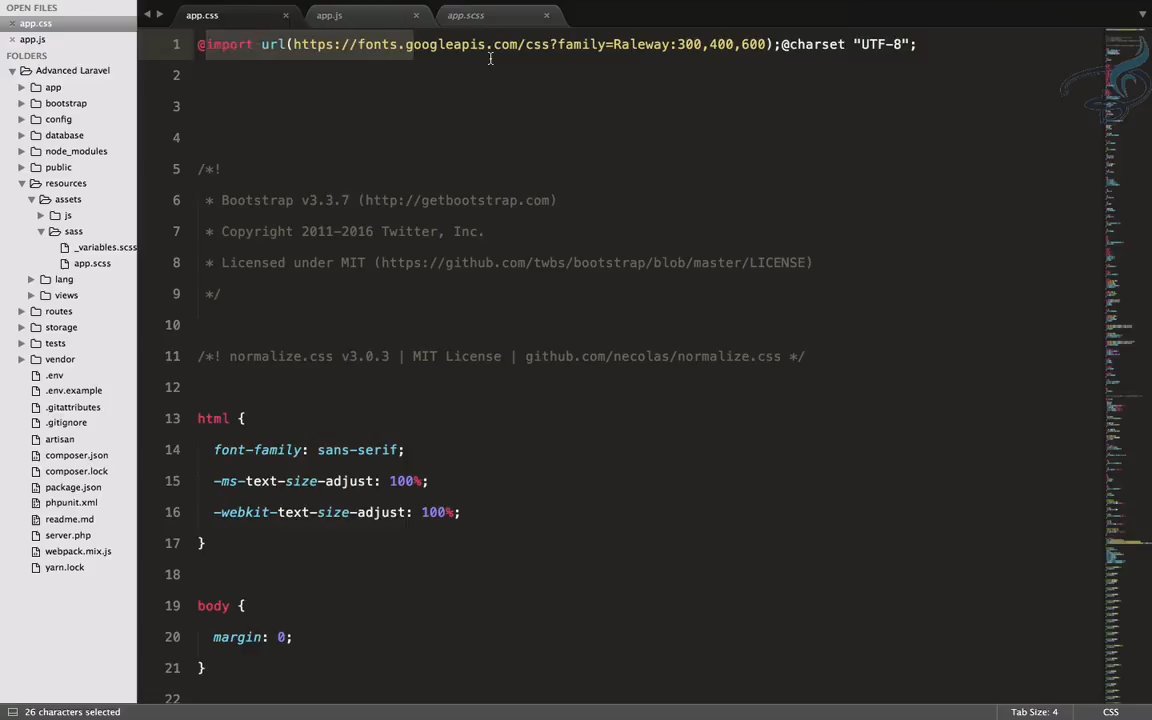 OPEN FILES
app.css
app.js
FOLDERS
Advanced Laravel
app
bootstrap
config
database
node_modules
public
resources
assets
js
sass
_variables.scss
app.scss
lang
views
routes
storage
tests
vendor
.env
.env.example
.gitattributes
.gitignore
artisan
composer.json
composer.lock
package.json
phpunit.xml
readme.md
server.php
webpack.mix.js
yarn.lock
app.css × app.js × app.scss ×
1 @import url(https://fonts.googleapis.com/css?family=Raleway:300,400,600);@charset "UTF-8";
2
3
4
5 /*!
6 * Bootstrap v3.3.7 (http://getbootstrap.com)
7 * Copyright 2011-2016 Twitter, Inc.
8 * Licensed under MIT (https://github.com/twbs/bootstrap/blob/master/LICENSE)
9 */
10
11 /*! normalize.css v3.0.3 | MIT License | github.com/necolas/normalize.css */
12
13 html {
14 font-family: sans-serif;
15 -ms-text-size-adjust: 100%;
16 -webkit-text-size-adjust: 100%;
17 }
18
19 body {
20 margin: 0;
21 }
22
26 characters selected
Tab Size: 4
CSS